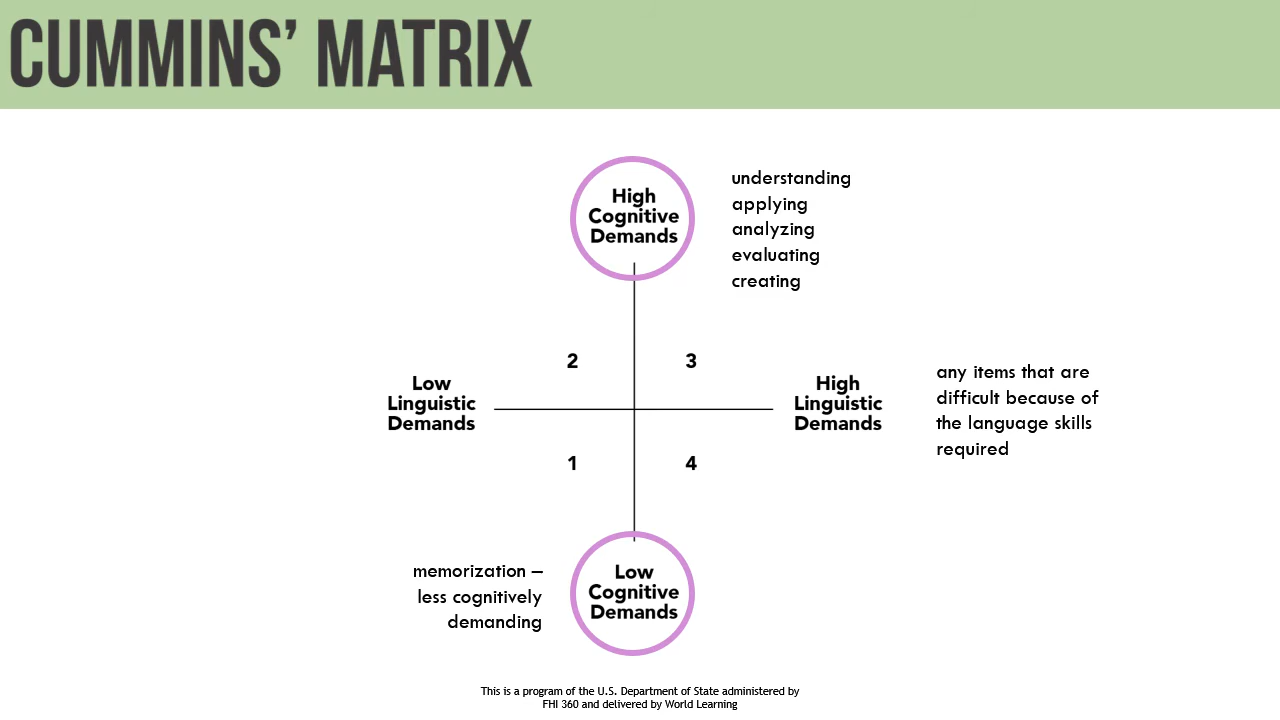 CUMMINS' MATRIX
High
Cognitive
Demands
understanding
applying
analyzing
evaluating
creating
2
3
Low
Linguistic
Demands
High
Linguistic
Demands
any items that are
difficult because of
the language skills
required
1
4
memorization –
less cognitively
demanding
Low
Cognitive
Demands
This is a program of the U.S. Department of State administered by
FHI 360 and delivered by World Learning